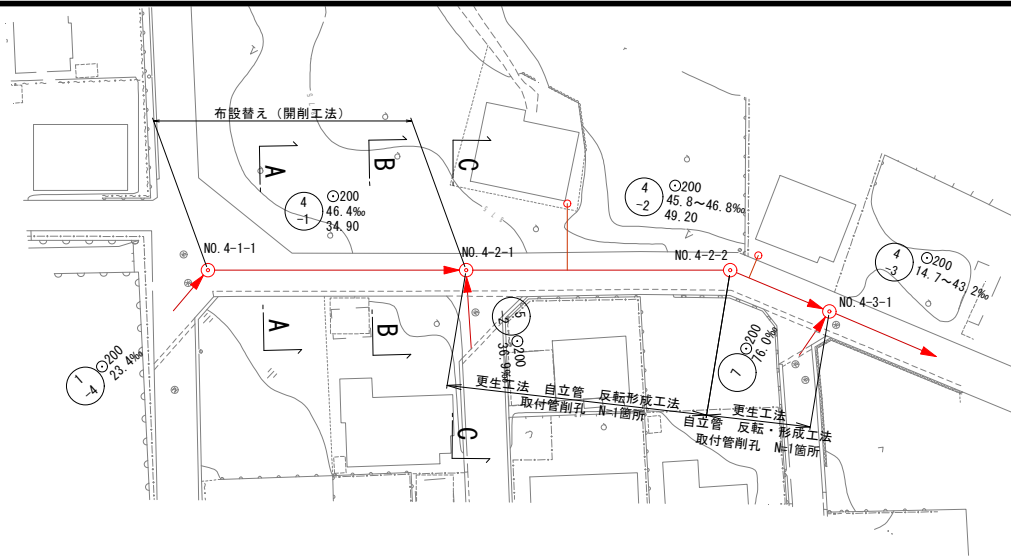 布設替え（開削工法）
A
B
C
4
-1
⊙200
46.4‰
34.90
4
-2
⊙200
45.8～46.8‰
49.20
4
-3
⊙200
14.7～43.2‰
NO.4-1-1
NO.4-2-1
NO.4-2-2
NO.4-3-1
A
B
C
1
-4
⊙200
23.4‰
5
-2
⊙200
36.9‰
7
⊙200
76.0‰
更生工法 自立管 反転形成工法
取付管削孔 N=1箇所
更生工法
自立管 反転・形成工法
取付管削孔 N=1箇所